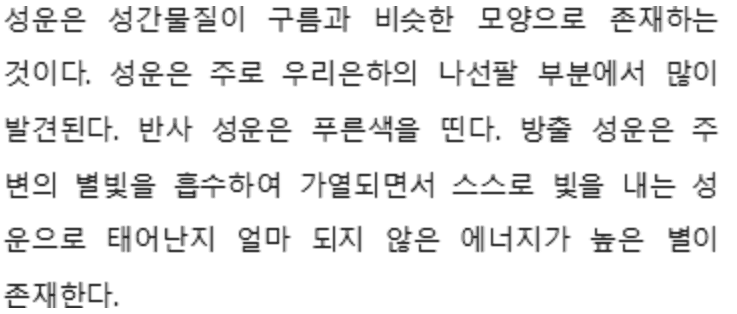 성운은 성간물질이 구름과 비슷한 모양으로 존재하는
것이다. 성운은 주로 우리은하의 나선팔 부분에서 많이
발견된다. 반사 성운은 푸른색을 띤다. 방출 성운은 주
변의 별빛을 흡수하여 가열되면서 스스로 빛을 내는 성
운으로 태어난지 얼마 되지 않은 에너지가 높은 별이
존재한다.